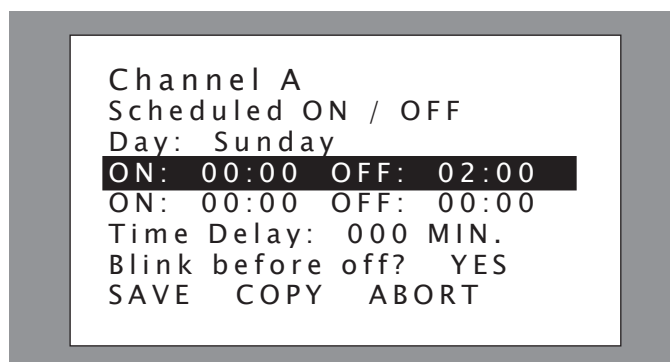 Channel A
Scheduled ON / OFF
Day: Sunday
ON: 00:00 OFF: 02:00
ON: 00:00 OFF: 00:00
Time Delay: 000 MIN.
Blink before off? YES
SAVE COPY ABORT